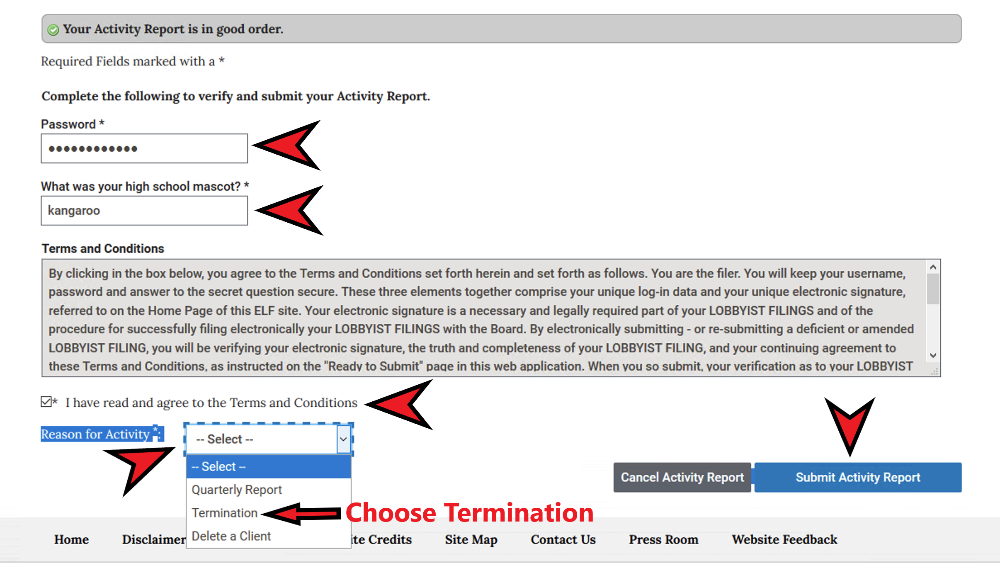 Your Activity Report is in good order.
Required Fields marked with a *
Complete the following to verify and submit your Activity Report.
Password *
●●●●●●●●●●●●
What was your high school mascot? *
kangaroo
Terms and Conditions
By clicking in the box below, you agree to the Terms and Conditions set forth herein and set forth as follows. You are the filer. You will keep your username,
password and answer to the secret question secure. These three elements together comprise your unique log-in data and your unique electronic signature,
referred to on the Home Page of this ELF site. Your electronic signature is a necessary and legally required part of your LOBBYIST FILINGS and of the
procedure for successfully filing electronically your LOBBYIST FILINGS with the Board. By electronically submitting - or re-submitting a deficient or amended
LOBBYIST FILING, you will be verifying your electronic signature, the truth and completeness of your LOBBYIST FILING, and your continuing agreement to
these Terms and Conditions, as instructed on the "Ready to Submit" page in this web application. When you so submit, your verification as to your LOBBYIST
* I have read and agree to the Terms and Conditions
Reason for Activity *:
-- Select --
-- Select --
Quarterly Report
Termination
Delete a Client
Choose Termination
Cancel Activity Report
Submit Activity Report
Home Disclaimer ite Credits Site Map Contact Us Press Room Website Feedback